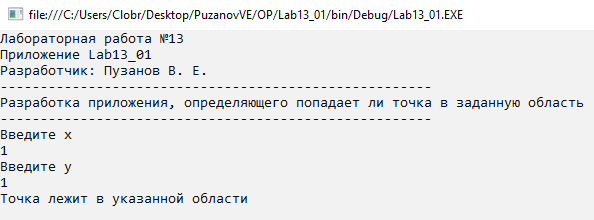 file:///C:/Users/Clobr/Desktop/PuzanovVE/OP/Lab13_01/bin/Debug/Lab13_01.EXE
Лабораторная работа №13
Приложение Lab13_01
Разработчик: Пузанов В. Е.
------------------------------------------------------
Разработка приложения, определяющего попадает ли точка в заданную область
------------------------------------------------------
Введите x
1
Введите y
1
Точка лежит в указанной области